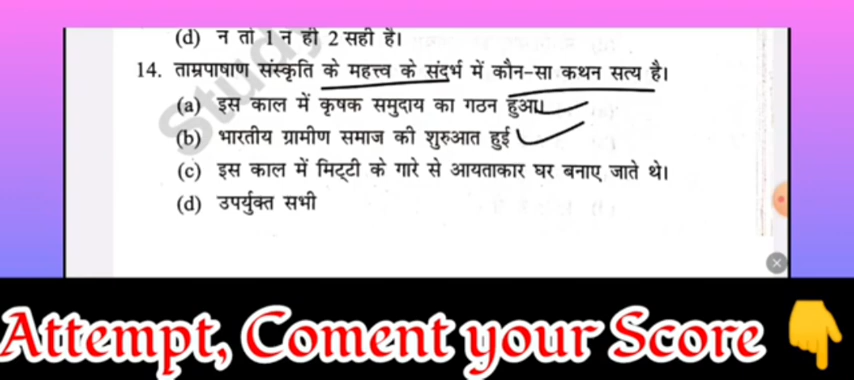 (d) न तो 1 न ही 2 सही है।
14. ताम्रपाषाण संस्कृति के महत्त्व के संदर्भ में कौन-सा कथन सत्य है।
(a) इस काल में कृषक समुदाय का गठन हुआ।
(b) भारतीय ग्रामीण समाज की शुरुआत हुई
(c) इस काल में मिट्टी के गारे से आयताकार घर बनाए जाते थे।
(d) उपर्युक्त सभी
Study
Attempt, Coment your Score 👇